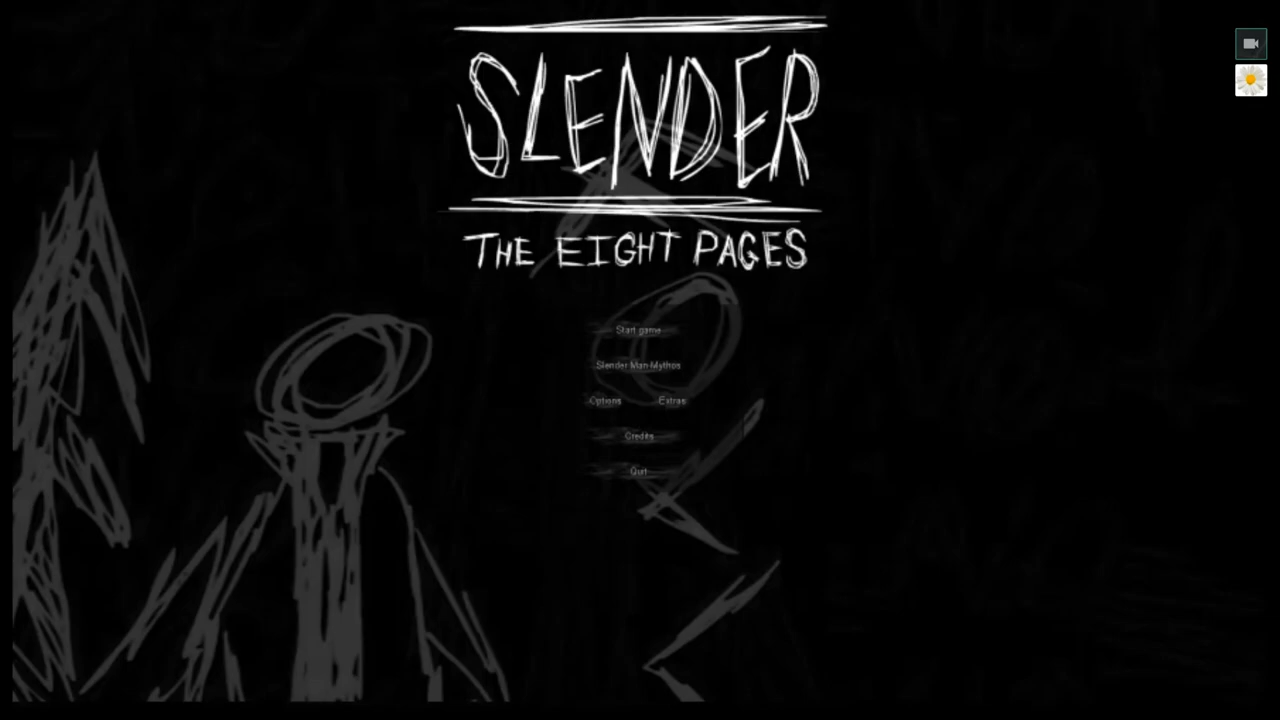 SLENDER
THE EIGHT PAGES
Start game
Slender Man Mythos
Options Extras
Credits
Quit